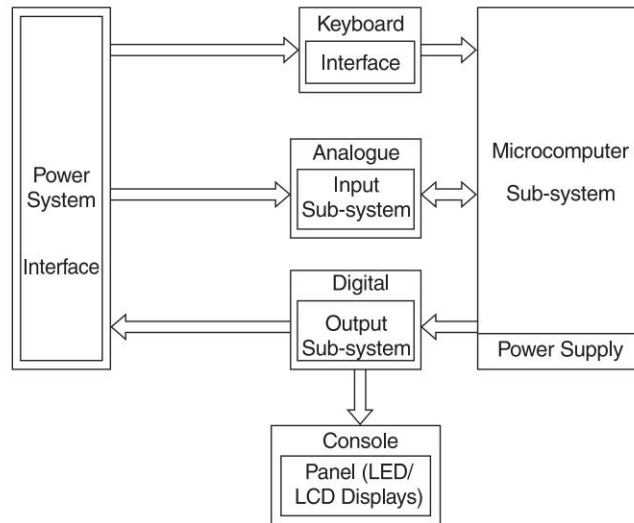 Keyboard
Interface
Power
System
Interface
Analogue
Input
Sub-system
Microcomputer
Sub-system
Digital
Output
Sub-system
Power Supply
Console
Panel (LED/
LCD Displays)